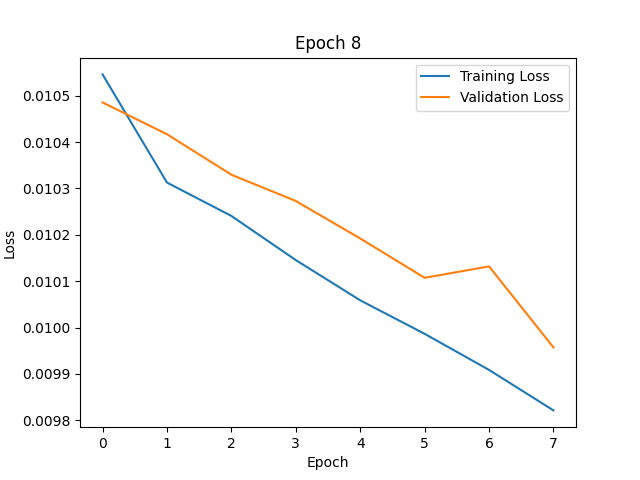 Epoch 8
Training Loss
Validation Loss
0.0105
0.0104
0.0103
0.0102
0.0101
0.0100
0.0099
0.0098
Loss
0 1 2 3 4 5 6 7
Epoch